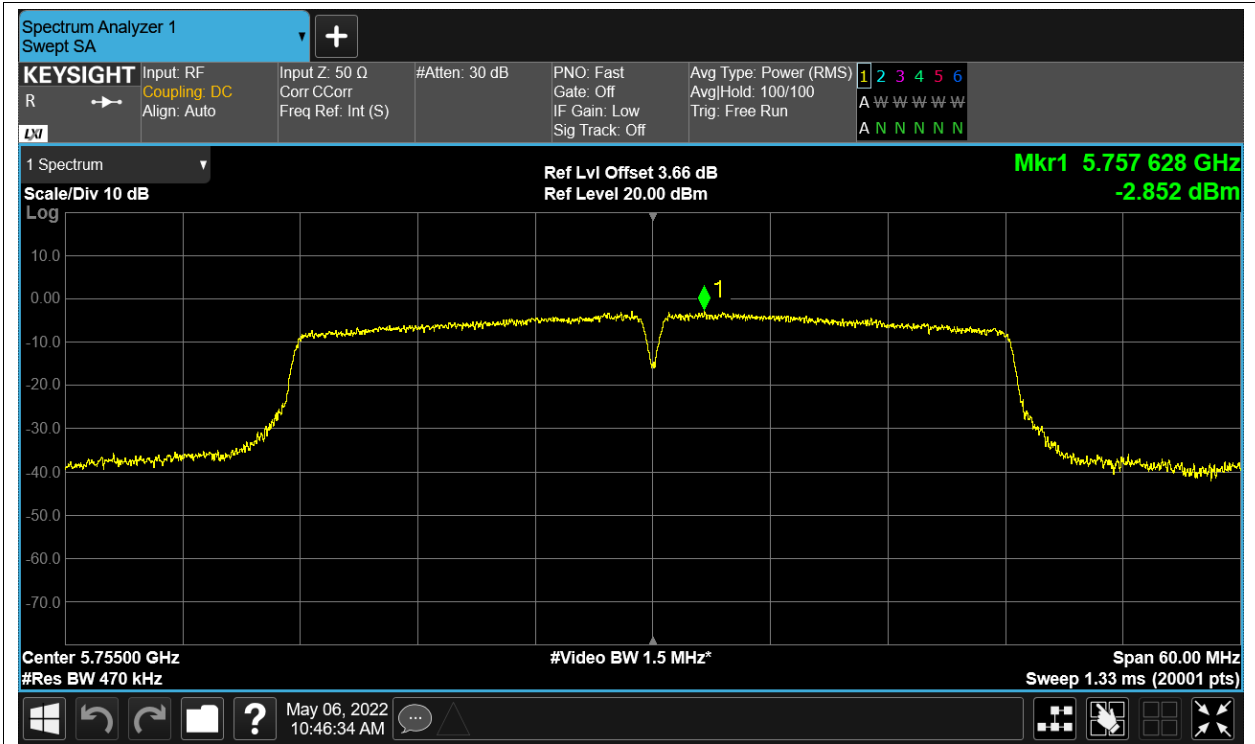 Spectrum Analyzer 1
Swept SA
+
KEYSIGHT
R
LXI
Input: RF
Coupling: DC
Align: Auto
Input Z: 50 Ω
Corr CCorr
Freq Ref: Int (S)
#Atten: 30 dB
PNO: Fast
Gate: Off
IF Gain: Low
Sig Track: Off
Avg Type: Power (RMS)
Avg|Hold: 100/100
Trig: Free Run
1 2 3 4 5 6
A W W W W W
A N N N N N
1 Spectrum
Scale/Div 10 dB
Log
Ref Lvl Offset 3.66 dB
Ref Level 20.00 dBm
Mkr1 5.757 628 GHz
-2.852 dBm
10.0
0.00
-10.0
-20.0
-30.0
-40.0
-50.0
-60.0
-70.0
1
Center 5.75500 GHz
#Res BW 470 kHz
#Video BW 1.5 MHz*
Span 60.00 MHz
Sweep 1.33 ms (20001 pts)
?
May 06, 2022
10:46:34 AM